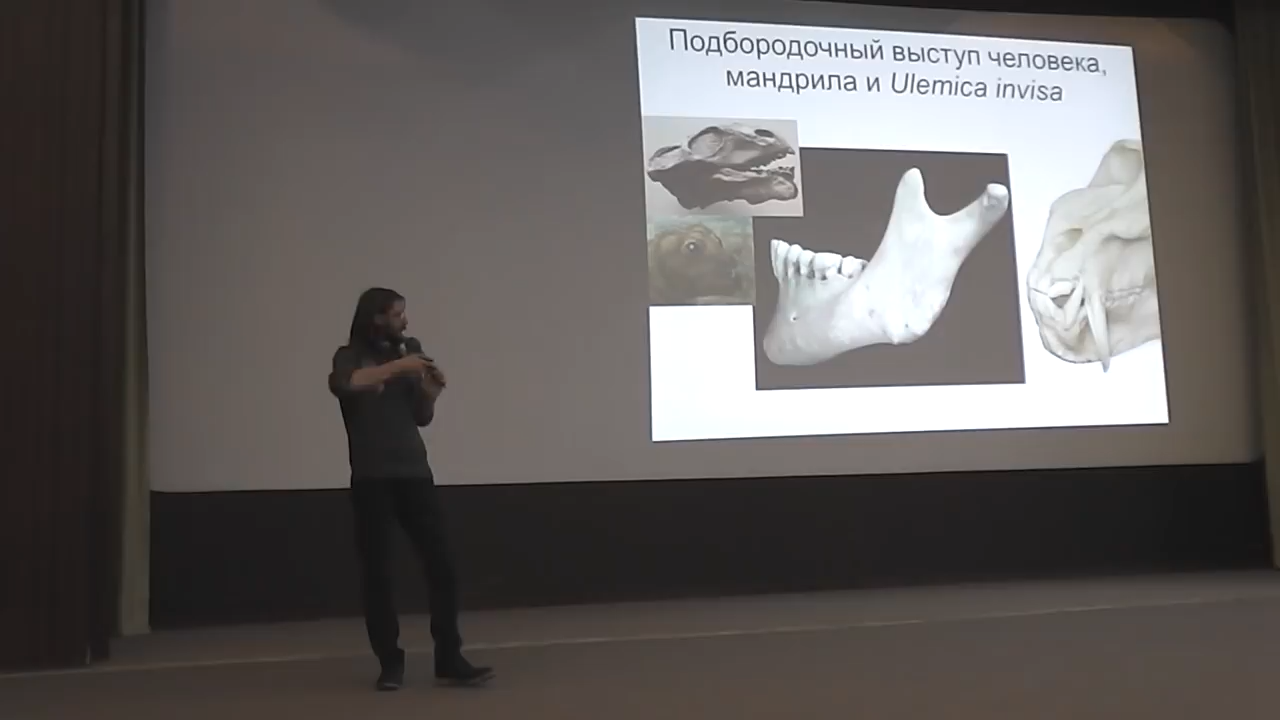 Подбородочный выступ человека,
мандрила и Ulemica invisa